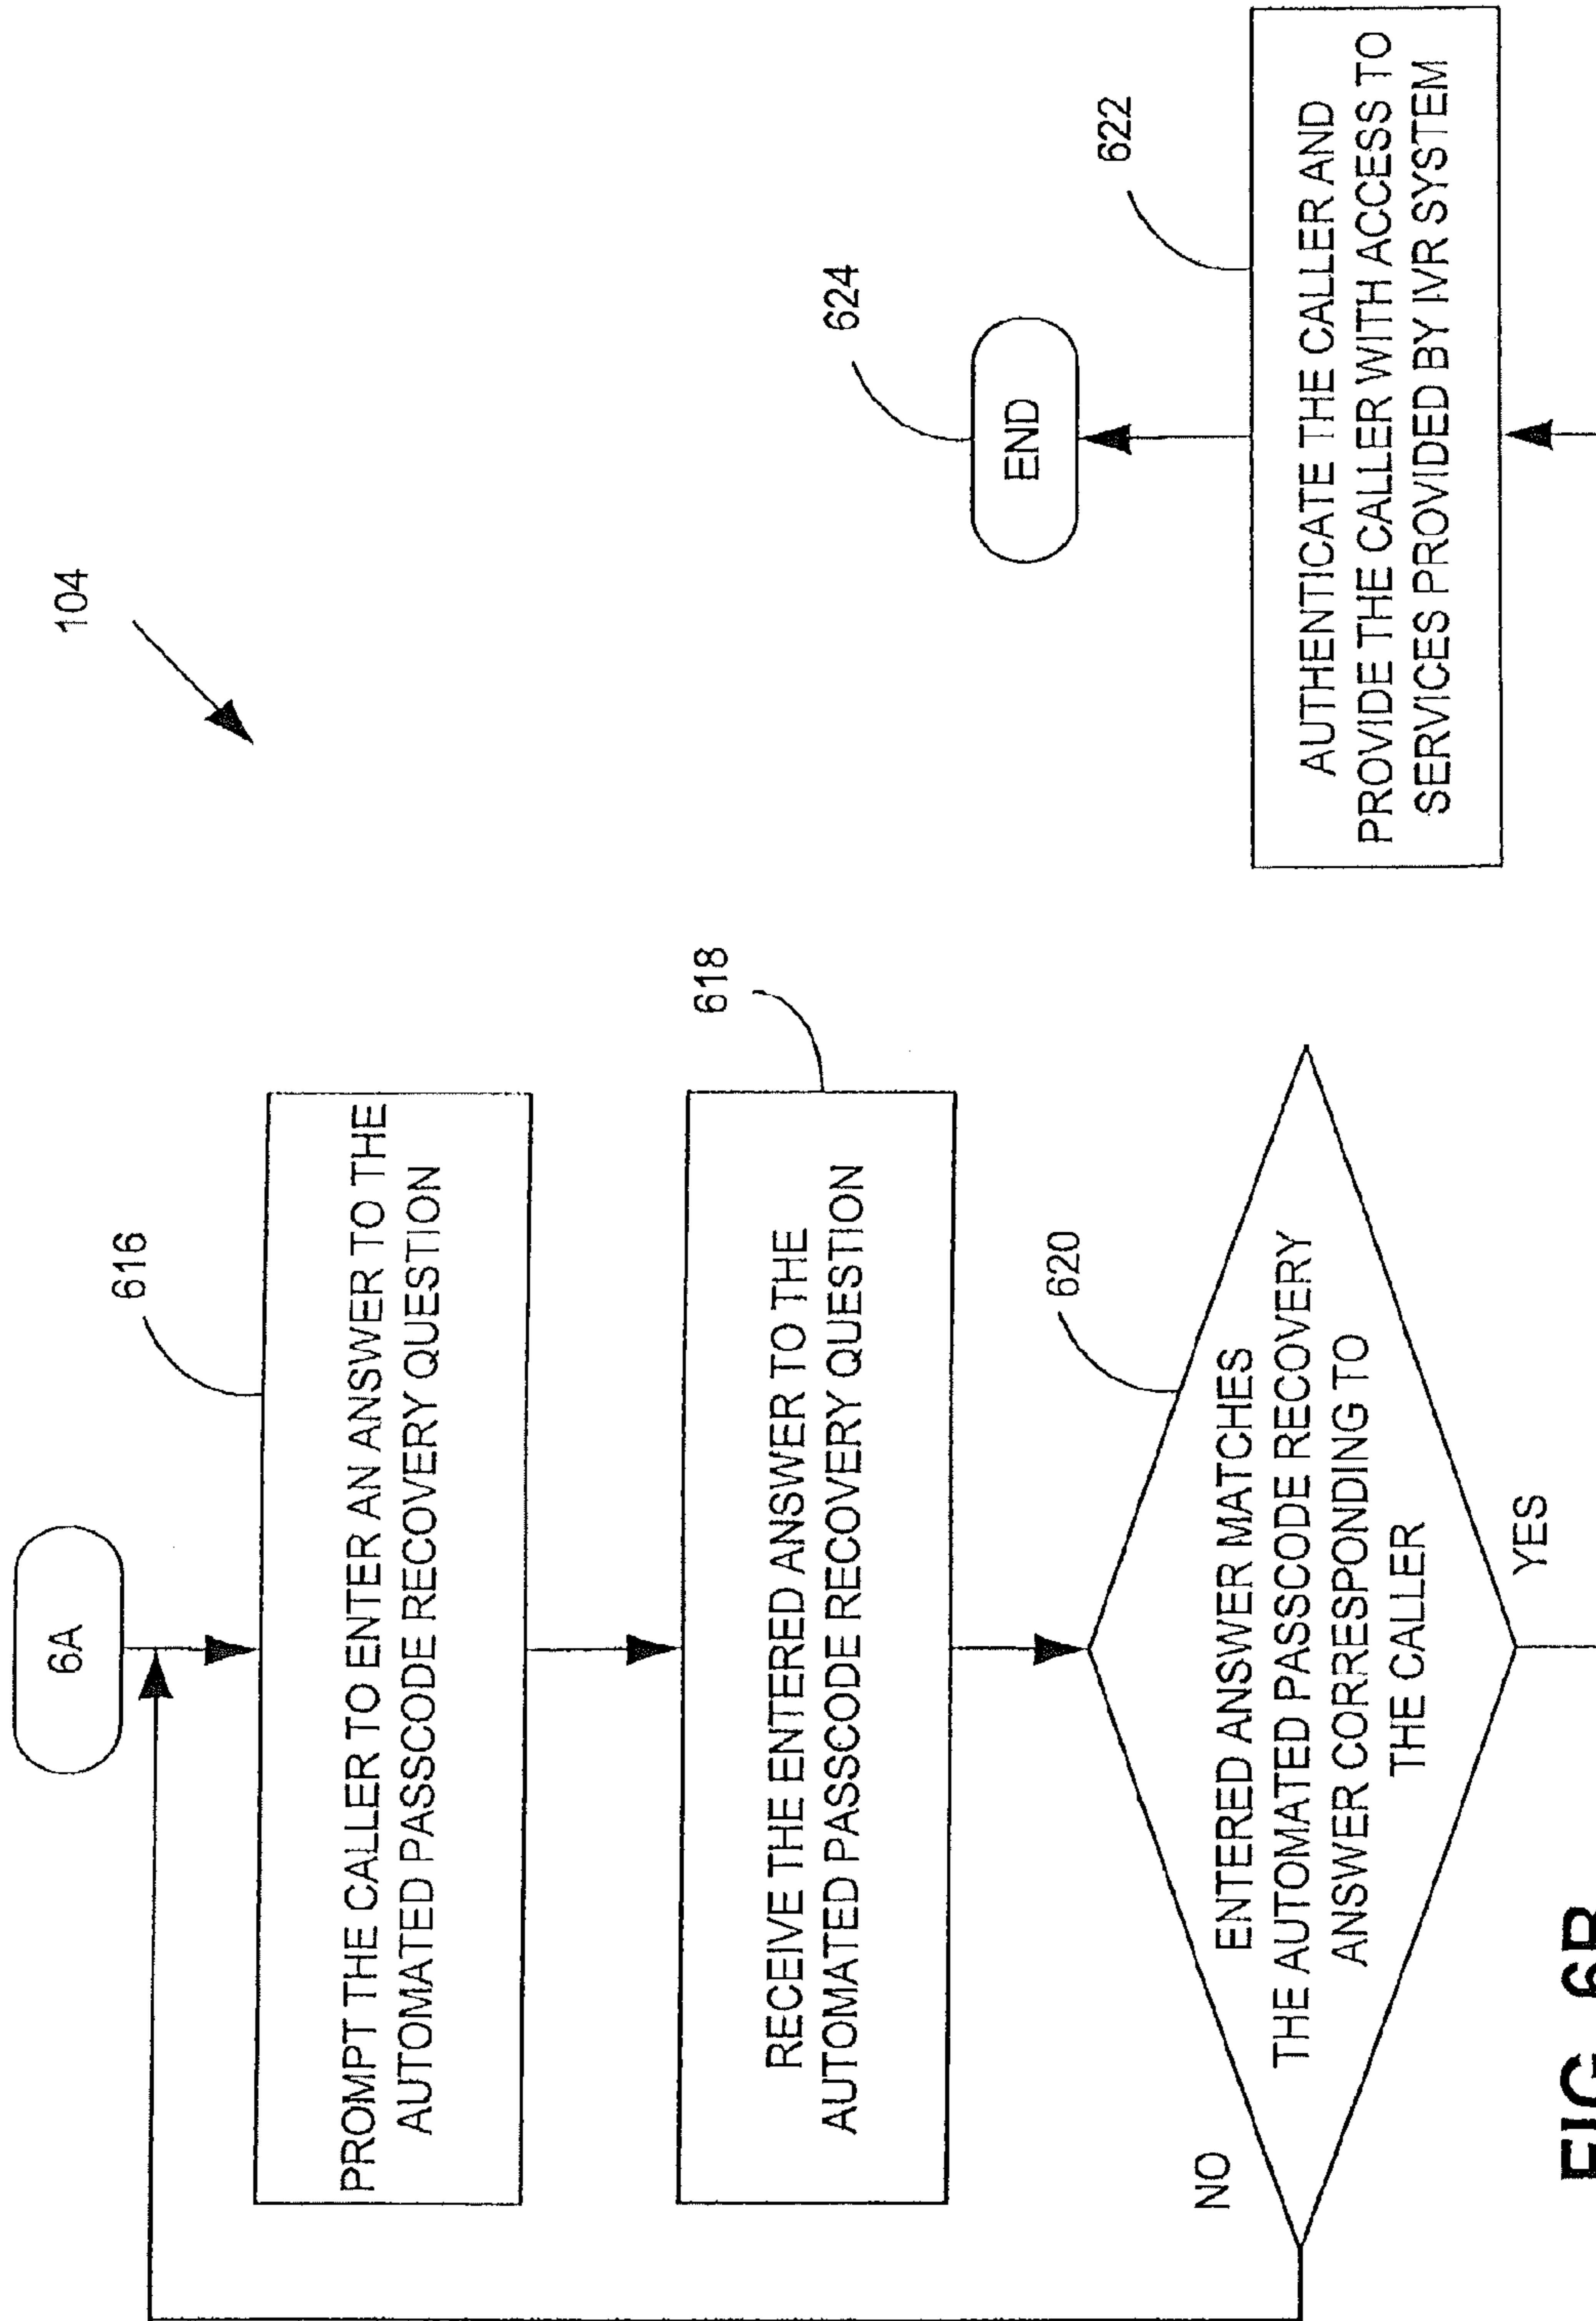 104
6A
616
PROMPT THE CALLER TO ENTER AN ANSWER TO THE
AUTOMATED PASSCODE RECOVERY QUESTION
618
RECEIVE THE ENTERED ANSWER TO THE
AUTOMATED PASSCODE RECOVERY QUESTION
620
ENTERED ANSWER MATCHES
THE AUTOMATED PASSCODE RECOVERY
ANSWER CORRESPONDING TO
THE CALLER
NO
YES
624
END
622
AUTHENTICATE THE CALLER AND
PROVIDE THE CALLER WITH ACCESS TO
SERVICES PROVIDED BY IVR SYSTEM
FIG. 6B